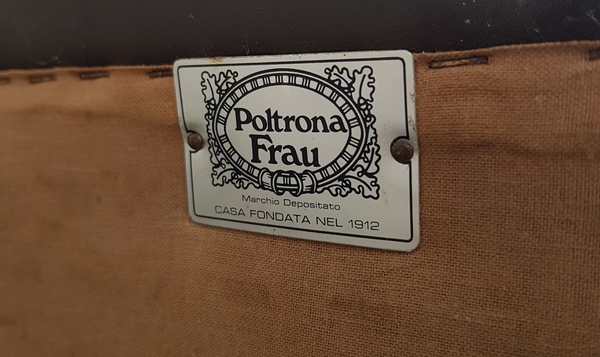 Poltrona
Frau
Marchio Depositato
CASA FONDATA NEL 1912